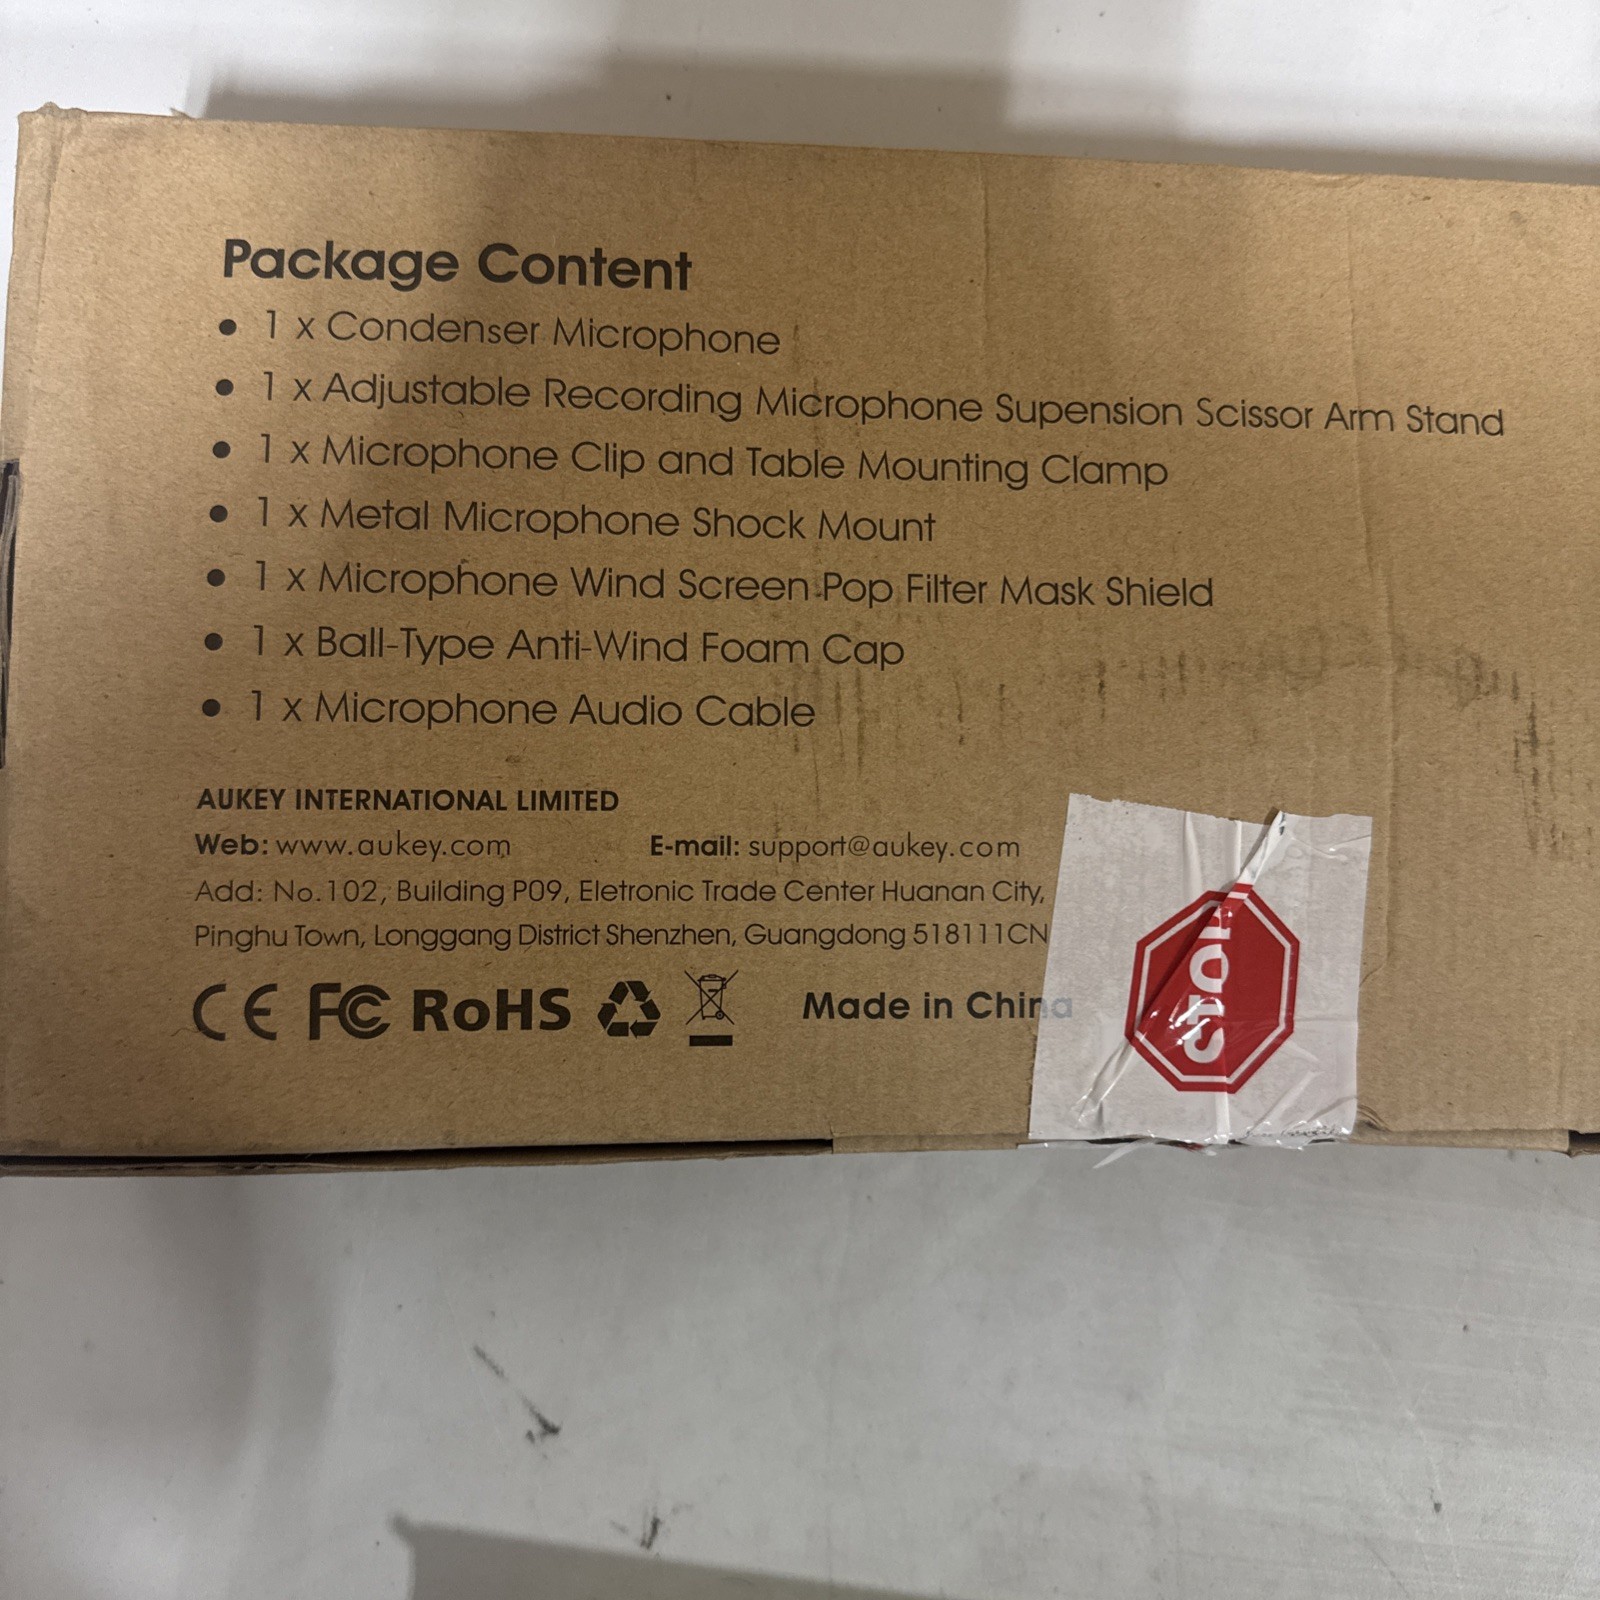 Package Content
• 1 x Condenser Microphone
• 1 x Adjustable Recording Microphone Supension Scissor Arm Stand
• 1 x Microphone Clip and Table Mounting Clamp
• 1 x Metal Microphone Shock Mount
• 1 x Microphone Wind Screen Pop Filter Mask Shield
• 1 x Ball-Type Anti-Wind Foam Cap
• 1 x Microphone Audio Cable
AUKEY INTERNATIONAL LIMITED
Web: www.aukey.com E-mail: support@aukey.com
Add: No.102, Building P09, Eletronic Trade Center Huanan City,
Pinghu Town, Longgang District Shenzhen, Guangdong 518111CN
CE FC RoHS Made in China
STOP